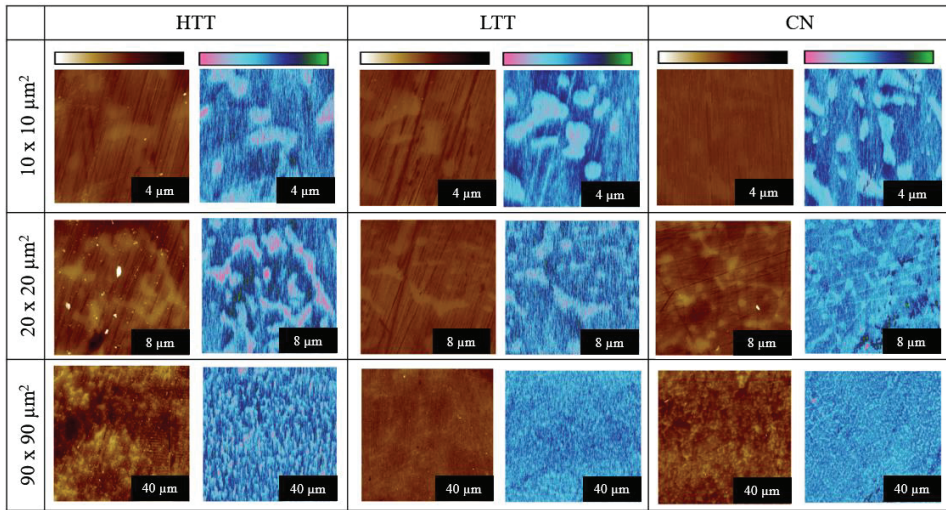 HTT LTT CN
10 x 10 µm²
4 µm 4 µm 4 µm 4 µm 4 µm 4 µm
20 x 20 µm²
8 µm 8 µm 8 µm 8 µm 8 µm 8 µm
90 x 90 µm²
40 µm 40 µm 40 µm 40 µm 40 µm 40 µm